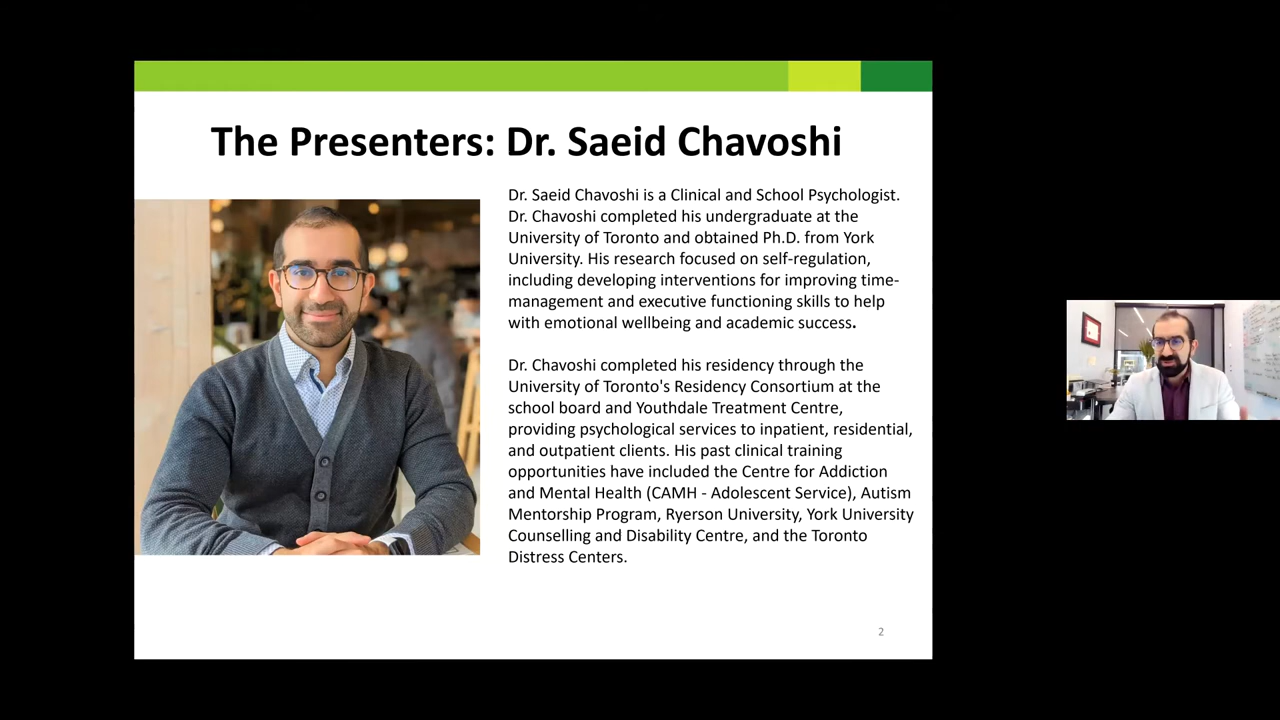 The Presenters: Dr. Saeid Chavoshi
Dr. Saeid Chavoshi is a Clinical and School Psychologist.
Dr. Chavoshi completed his undergraduate at the
University of Toronto and obtained Ph.D. from York
University. His research focused on self-regulation,
including developing interventions for improving time-
management and executive functioning skills to help
with emotional wellbeing and academic success.
Dr. Chavoshi completed his residency through the
University of Toronto's Residency Consortium at the
school board and Youthdale Treatment Centre,
providing psychological services to inpatient, residential,
and outpatient clients. His past clinical training
opportunities have included the Centre for Addiction
and Mental Health (CAMH - Adolescent Service), Autism
Mentorship Program, Ryerson University, York University
Counselling and Disability Centre, and the Toronto
Distress Centers.
2